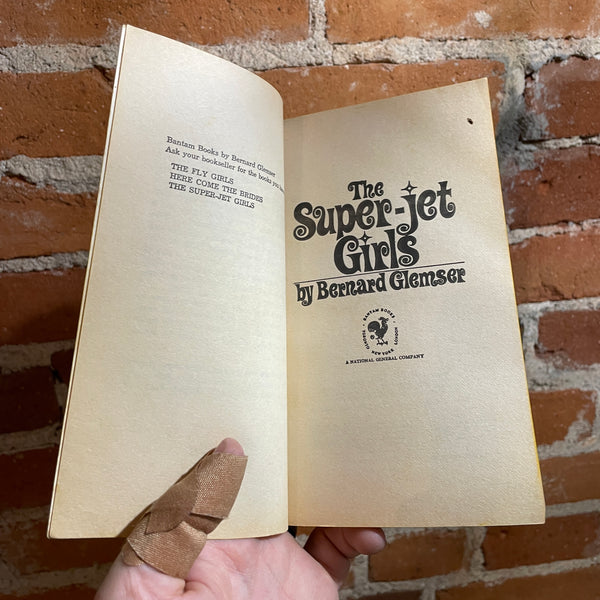 Bantam Books by Bernard Glemser
Ask your bookseller for the books you
THE FLY GIRLS
HERE COME THE BRIDES
THE SUPER-JET GIRLS
The
Super-jet
Girls
by Bernard Glemser
BANTAM BOOKS
TORONTO
NEW YORK
LONDON
A NATIONAL GENERAL COMPANY